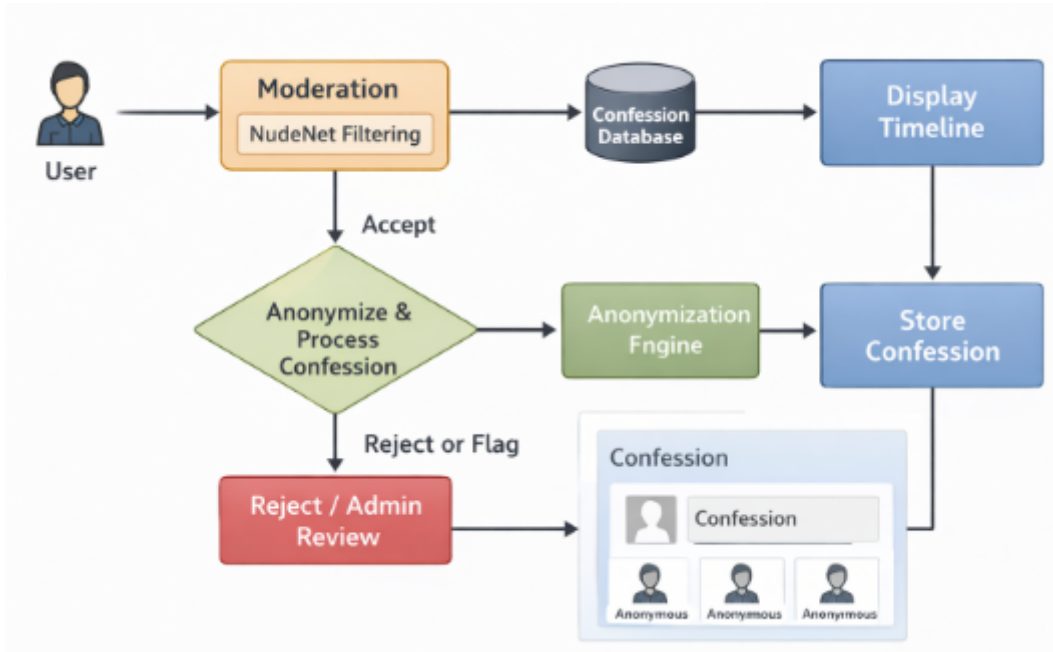 Moderation
NudeNet Filtering
User
Confession
Database
Display
Timeline
Accept
Anonymize &
Process
Confession
Anonymization
Fngine
Store
Confession
Reject or Flag
Reject / Admin
Review
Confession
Confession
Anonymous
Anonymous
Anonymous